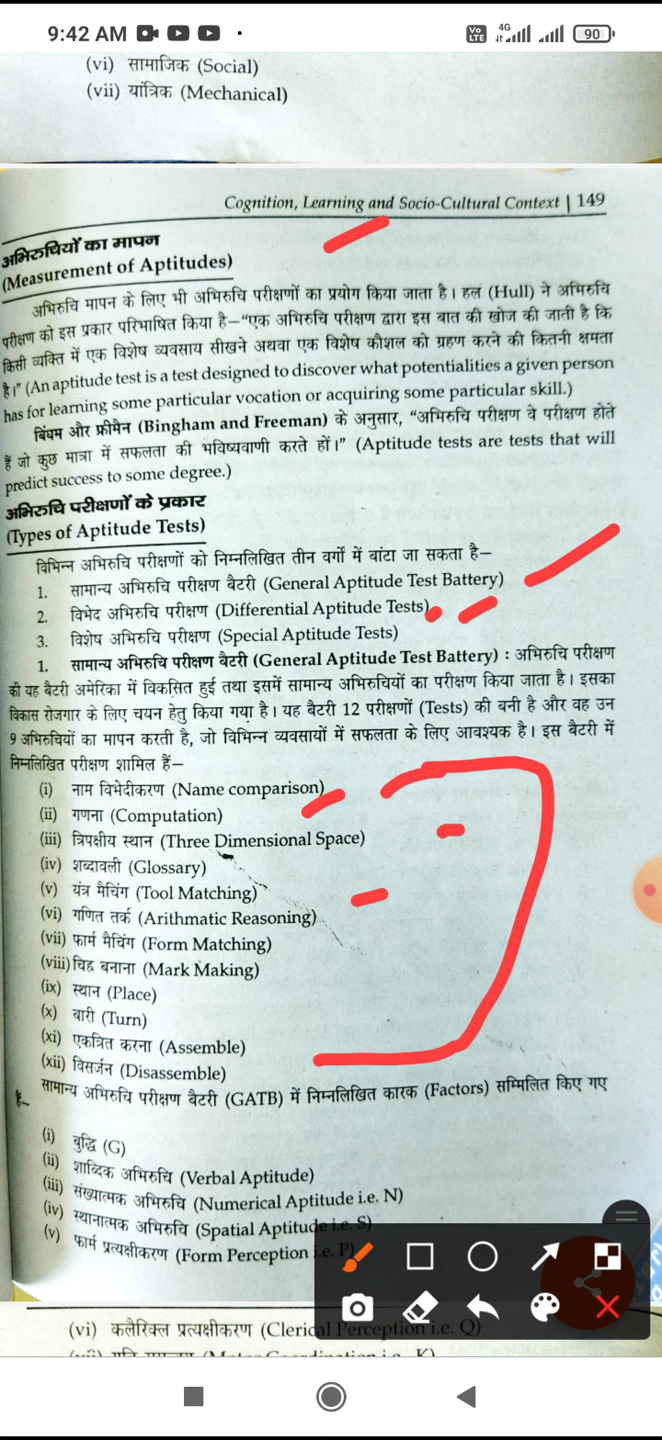 9:42 AM
Vo LTE 4G 90
(vi) सामाजिक (Social)
(vii) यांत्रिक (Mechanical)
Cognition, Learning and Socio-Cultural Context | 149
अभिरुचियों का मापन
(Measurement of Aptitudes)
अभिरुचि मापन के लिए भी अभिरुचि परीक्षणों का प्रयोग किया जाता है। हल (Hull) ने अभिरुचि
परीक्षण को इस प्रकार परिभाषित किया है—“एक अभिरुचि परीक्षण द्वारा इस बात की खोज की जाती है कि
किसी व्यक्ति में एक विशेष व्यवसाय सीखने अथवा एक विशेष कौशल को ग्रहण करने की कितनी क्षमता
है।” (An aptitude test is a test designed to discover what potentialities a given person
has for learning some particular vocation or acquiring some particular skill.)
बिंघम और फ्रीमैन (Bingham and Freeman) के अनुसार, “अभिरुचि परीक्षण वे परीक्षण होते
हैं जो कुछ मात्रा में सफलता की भविष्यवाणी करते हों।” (Aptitude tests are tests that will
predict success to some degree.)
अभिरुचि परीक्षणों के प्रकार
(Types of Aptitude Tests)
विभिन्न अभिरुचि परीक्षणों को निम्नलिखित तीन वर्गों में बांटा जा सकता है—
1. सामान्य अभिरुचि परीक्षण बैटरी (General Aptitude Test Battery)
2. विभेद अभिरुचि परीक्षण (Differential Aptitude Tests)
3. विशेष अभिरुचि परीक्षण (Special Aptitude Tests)
1. सामान्य अभिरुचि परीक्षण बैटरी (General Aptitude Test Battery) : अभिरुचि परीक्षण
की यह बैटरी अमेरिका में विकसित हुई तथा इसमें सामान्य अभिरुचियों का परीक्षण किया जाता है। इसका
विकास रोजगार के लिए चयन हेतु किया गया है। यह बैटरी 12 परीक्षणों (Tests) की बनी है और वह उन
9 अभिरुचियों का मापन करती है, जो विभिन्न व्यवसायों में सफलता के लिए आवश्यक है। इस बैटरी में
निम्नलिखित परीक्षण शामिल हैं—
(i) नाम विभेदीकरण (Name comparison)
(ii) गणना (Computation)
(iii) त्रिपक्षीय स्थान (Three Dimensional Space)
(iv) शब्दावली (Glossary)
(v) यंत्र मैचिंग (Tool Matching)
(vi) गणित तर्क (Arithmatic Reasoning)
(vii) फार्म मैचिंग (Form Matching)
(viii) चिह्न बनाना (Mark Making)
(ix) स्थान (Place)
(x) बारी (Turn)
(xi) एकत्रित करना (Assemble)
(xii) विसर्जन (Disassemble)
सामान्य अभिरुचि परीक्षण बैटरी (GATB) में निम्नलिखित कारक (Factors) सम्मिलित किए गए
हैं—
(i) बुद्धि (G)
(ii) शाब्दिक अभिरुचि (Verbal Aptitude)
(iii) संख्यात्मक अभिरुचि (Numerical Aptitude i.e. N)
(iv) स्थानात्मक अभिरुचि (Spatial Aptitude i.e. S)
(v) फार्म प्रत्यक्षीकरण (Form Perception i.e. P)
(vi) कलैरिकल प्रत्यक्षीकरण (Clerical Perception i.e. Q)